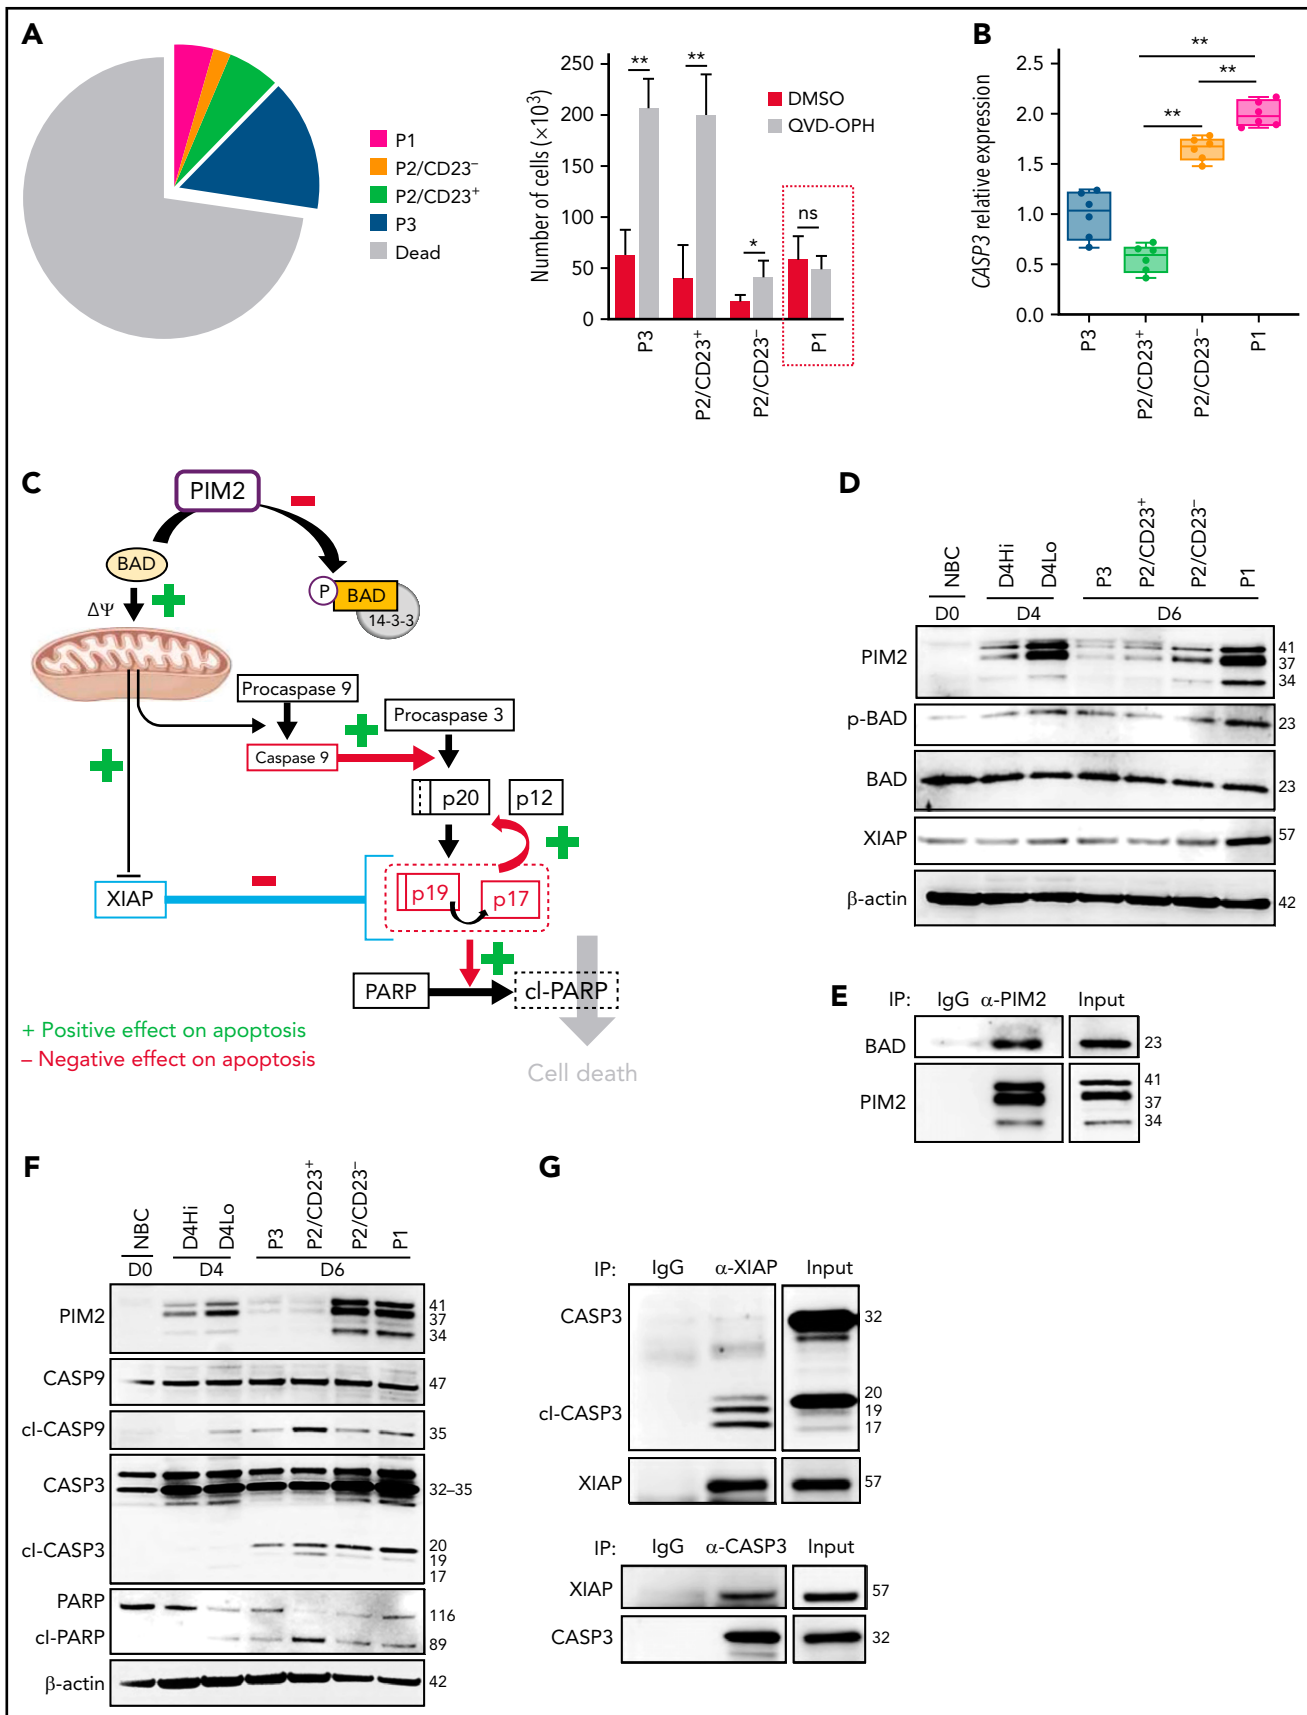 A
P1
P2/CD23−
P2/CD23+
P3
Dead
Number of cells (×10³)
250
200
150
100
50
0
**
**
*
ns
DMSO
QVD-OPH
P3
P2/CD23+
P2/CD23−
P1
B
CASP3 relative expression
2.5
2.0
1.5
1.0
0.5
0.0
**
**
**
P3
P2/CD23+
P2/CD23−
P1
C
PIM2
BAD
P
BAD
14-3-3
ΔΨ
Procaspase 9
Procaspase 3
Caspase 9
p20
p12
XIAP
p19
p17
PARP
cl-PARP
+ Positive effect on apoptosis
− Negative effect on apoptosis
Cell death
D
NBC
D4Hi
D4Lo
P3
P2/CD23+
P2/CD23−
P1
D0
D4
D6
PIM2
41
37
34
p-BAD
23
BAD
23
XIAP
57
β-actin
42
E
IP:
IgG
α-PIM2
Input
BAD
23
PIM2
41
37
34
F
NBC
D4Hi
D4Lo
P3
P2/CD23+
P2/CD23−
P1
D0
D4
D6
PIM2
41
37
34
CASP9
47
cl-CASP9
35
CASP3
32–35
cl-CASP3
20
19
17
PARP
116
cl-PARP
89
β-actin
42
G
IP:
IgG
α-XIAP
Input
CASP3
32
cl-CASP3
20
19
17
XIAP
57
IP:
IgG
α-CASP3
Input
XIAP
57
CASP3
32